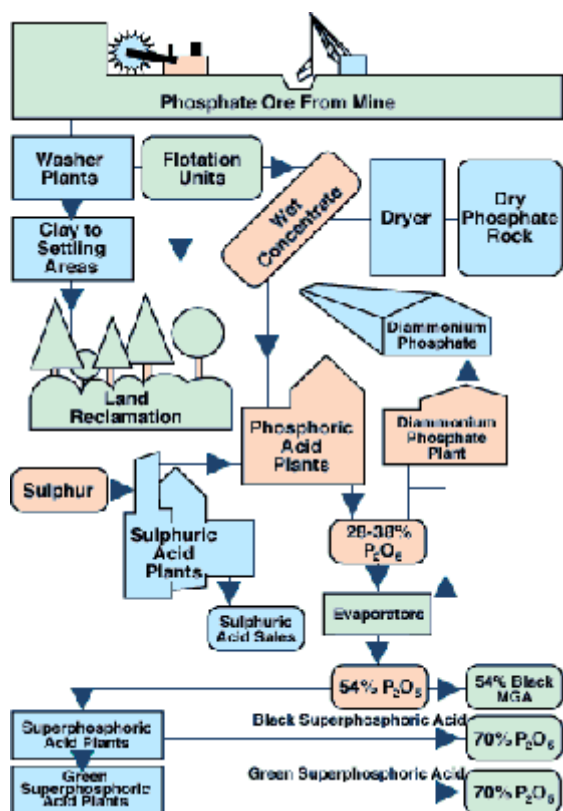 Phosphate Ore From Mine
Washer
Plants
Flotation
Units
Wet
Concentrate
Dryer
Dry
Phosphate
Rock
Clay to
Settling
Areas
Diammonium
Phosphate
Land
Reclamation
Phosphoric
Acid
Plants
Diammonium
Phosphate
Plant
Sulphur
Sulphuric
Acid
Plants
28-38%
P₂O₅
Sulphuric
Acid Sales
Evaporators
54% P₂O₅
54% Black
MGA
Superphosphoric
Acid Plants
Black Superphosphoric Acid
70% P₂O₅
Green
Superphosphoric
Acid Plants
Green Superphosphoric Acid
70% P₂O₅